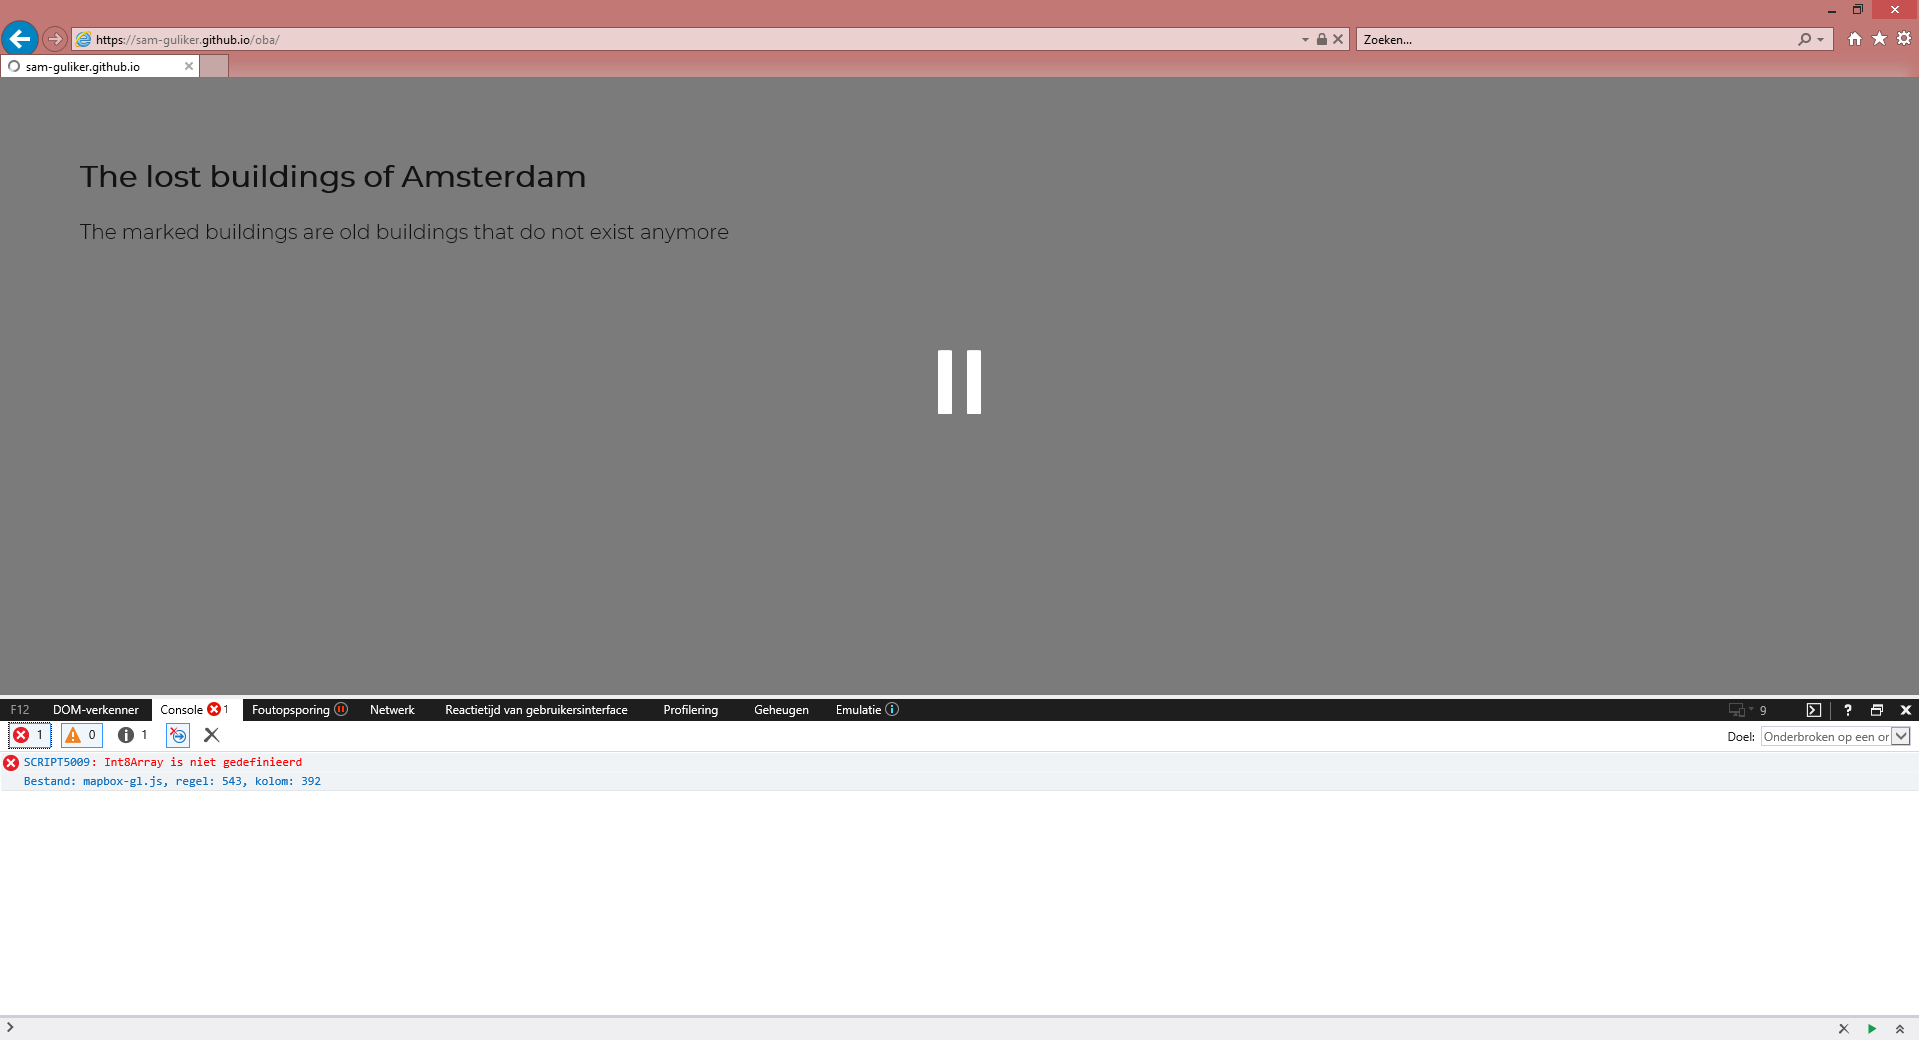 https://sam-guliker.github.io/oba/
Zoeken...
sam-guliker.github.io
The lost buildings of Amsterdam
The marked buildings are old buildings that do not exist anymore
F12 DOM-verkenner Console 1 Foutopsporing Netwerk Reactietijd van gebruikersinterface Profilering Geheugen Emulatie 9 ?
1 0 1 Doel: Onderbroken op een or
SCRIPT5009: Int8Array is niet gedefinieerd
Bestand: mapbox-gl.js, regel: 543, kolom: 392